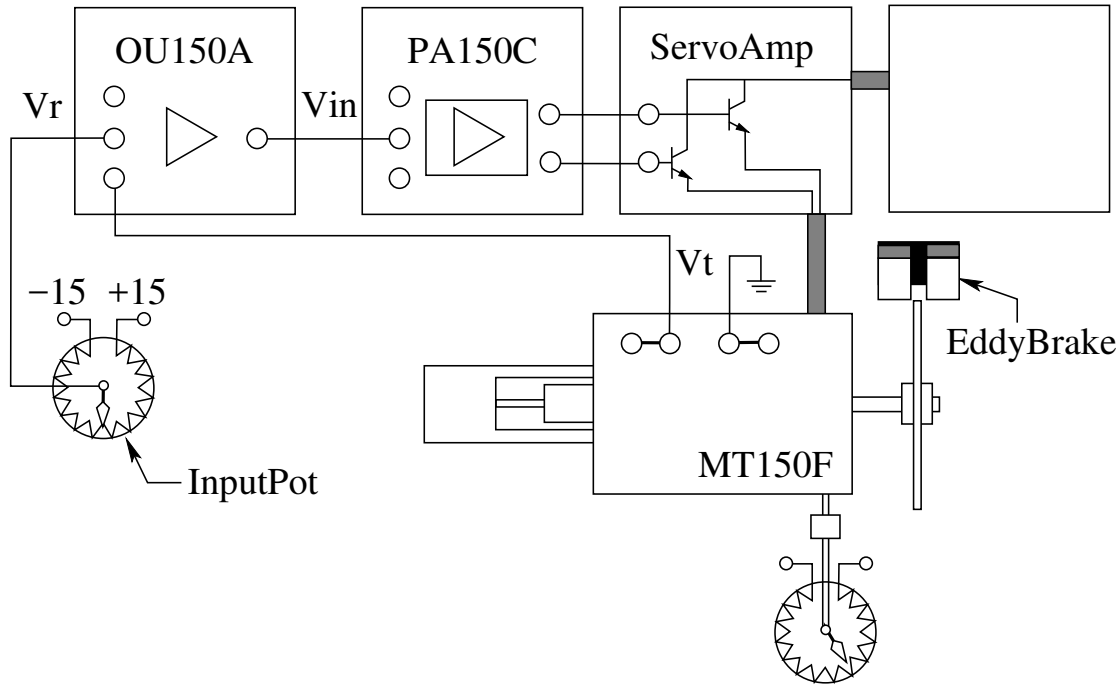 OU150A
PA150C
ServoAmp
Vr
Vin
Vt
−15 +15
EddyBrake
MT150F
InputPot